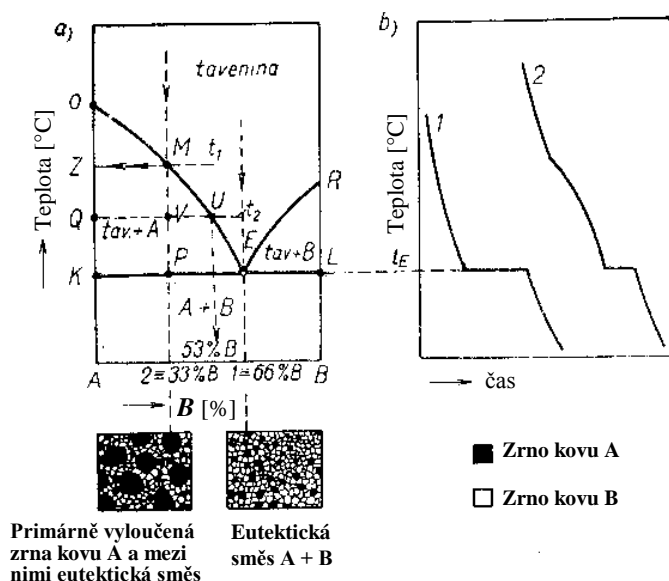 a)
b)
Teplota [°C]
tavenina
O
M
t₁
Z
R
Q
V
U
t₂
tav.+A
E
tav+B
K
P
L
A + B
53% B
A
2 ≡ 33%B
1 ≡ 66%B
B
B [%]
Teplota [°C]
1
2
tE
čas
Zrno kovu A
Zrno kovu B
Primárně vyloučená
zrna kovu A a mezi
nimi eutektická směs
Eutektická
směs A + B